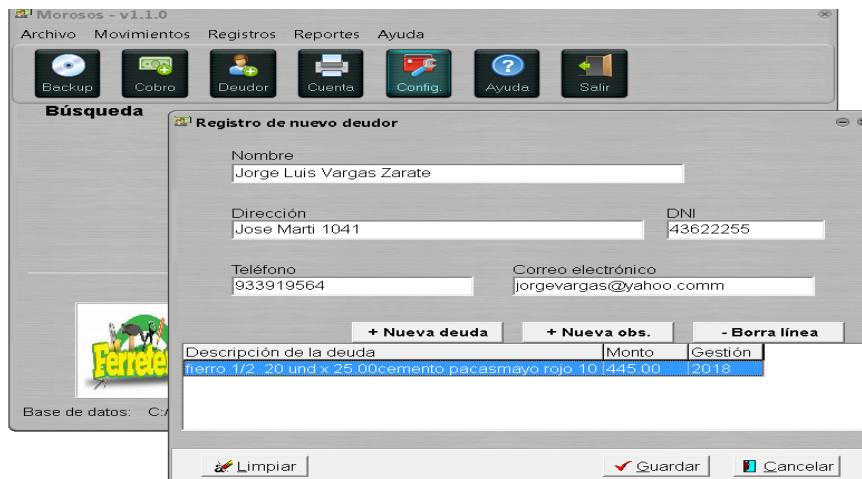 Morosos - v1.1.0
Archivo Movimientos Registros Reportes Ayuda
Backup Cobro Deudor Cuenta Config. Ayuda Salir
Búsqueda
Registro de nuevo deudor
Nombre
Jorge Luis Vargas Zarate
Dirección DNI
Jose Marti 1041 43622255
Teléfono Correo electrónico
933919564 jorgevargas@yahoo.comm
+ Nueva deuda + Nueva obs. - Borra línea
Descripción de la deuda Monto Gestión
fierro 1/2 20 und x 25.00cemento pacasmayo rojo 10 445.00 2018
Base de datos: C:/
Limpiar Guardar Cancelar